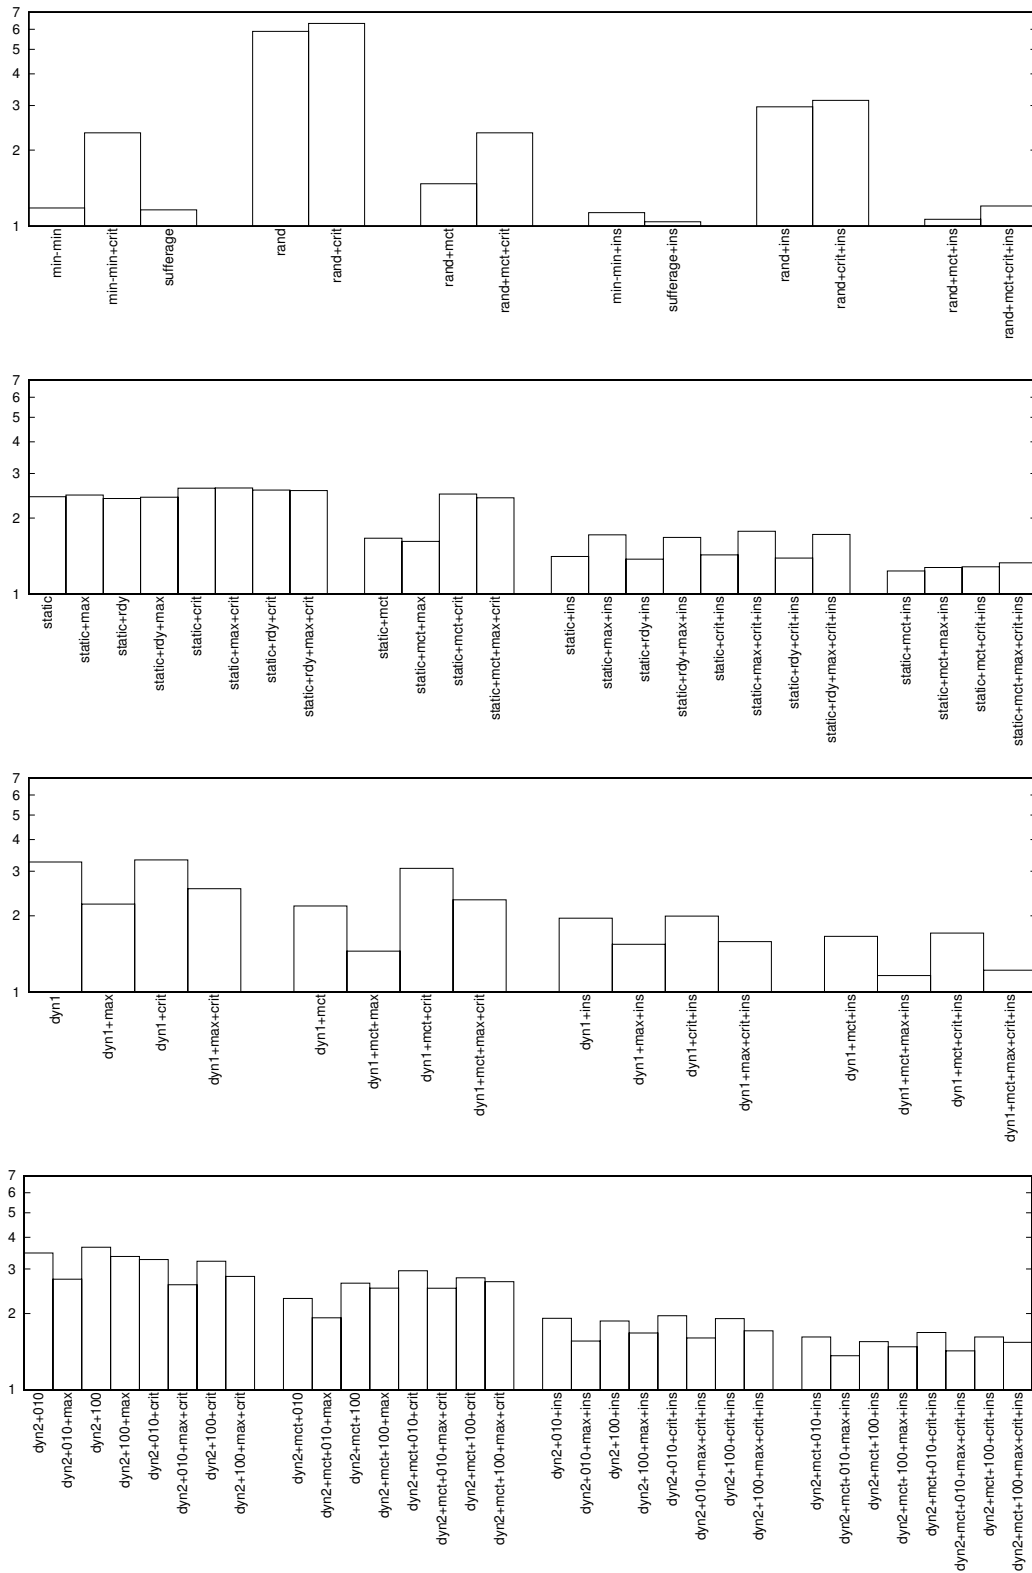 7
6
5
4
3
2
1
min-min
min-min+crit
sufferage
rand
rand+crit
rand+mct
rand+mct+crit
min-min+ins
sufferage+ins
rand+ins
rand+crit+ins
rand+mct+ins
rand+mct+crit+ins
7
6
5
4
3
2
1
static
static+max
static+rdy
static+rdy+max
static+crit
static+max+crit
static+rdy+crit
static+rdy+max+crit
static+mct
static+mct+max
static+mct+crit
static+mct+max+crit
static+ins
static+max+ins
static+rdy+ins
static+rdy+max+ins
static+crit+ins
static+max+crit+ins
static+rdy+crit+ins
static+rdy+max+crit+ins
static+mct+ins
static+mct+max+ins
static+mct+crit+ins
static+mct+max+crit+ins
7
6
5
4
3
2
1
dyn1
dyn1+max
dyn1+crit
dyn1+max+crit
dyn1+mct
dyn1+mct+max
dyn1+mct+crit
dyn1+mct+max+crit
dyn1+ins
dyn1+max+ins
dyn1+crit+ins
dyn1+max+crit+ins
dyn1+mct+ins
dyn1+mct+max+ins
dyn1+mct+crit+ins
dyn1+mct+max+crit+ins
7
6
5
4
3
2
1
dyn2+010
dyn2+010+max
dyn2+100
dyn2+100+max
dyn2+010+crit
dyn2+010+max+crit
dyn2+100+crit
dyn2+100+max+crit
dyn2+mct+010
dyn2+mct+010+max
dyn2+mct+100
dyn2+mct+100+max
dyn2+mct+010+crit
dyn2+mct+010+max+crit
dyn2+mct+100+crit
dyn2+mct+100+max+crit
dyn2+010+ins
dyn2+010+max+ins
dyn2+100+ins
dyn2+100+max+ins
dyn2+010+crit+ins
dyn2+010+max+crit+ins
dyn2+100+crit+ins
dyn2+100+max+crit+ins
dyn2+mct+010+ins
dyn2+mct+010+max+ins
dyn2+mct+100+ins
dyn2+mct+100+max+ins
dyn2+mct+010+crit+ins
dyn2+mct+010+max+crit+ins
dyn2+mct+100+crit+ins
dyn2+mct+100+max+crit+ins